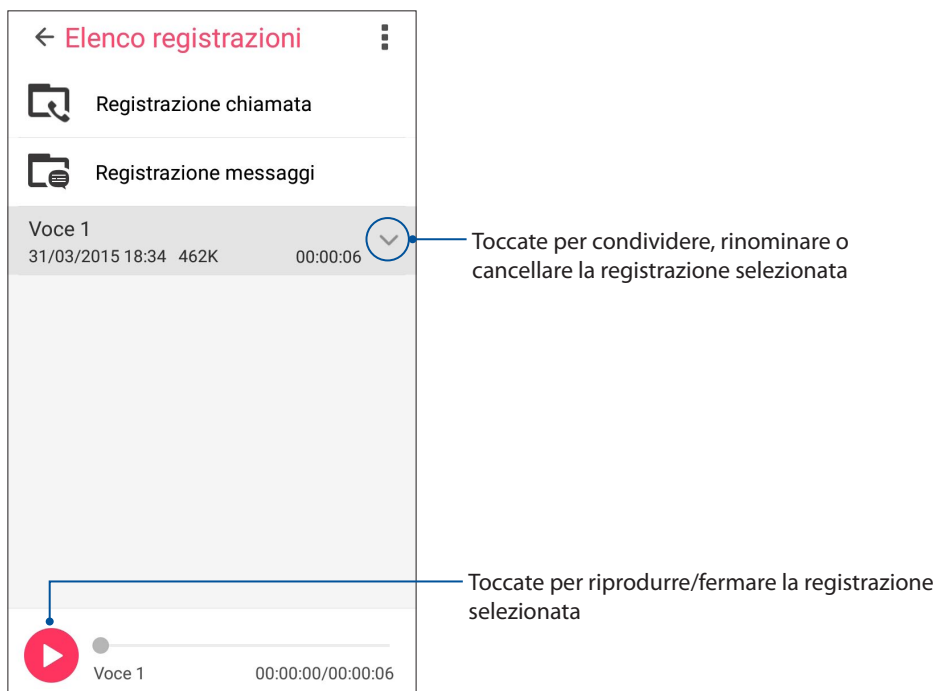 Elenco registrazioni
Registrazione chiamata
Registrazione messaggi
Voce 1
31/03/2015 18:34 462K 00:00:06
Toccate per condividere, rinominare o
cancellare la registrazione selezionata
Toccate per riprodurre/fermare la registrazione
selezionata
Voce 1 00:00:00/00:00:06